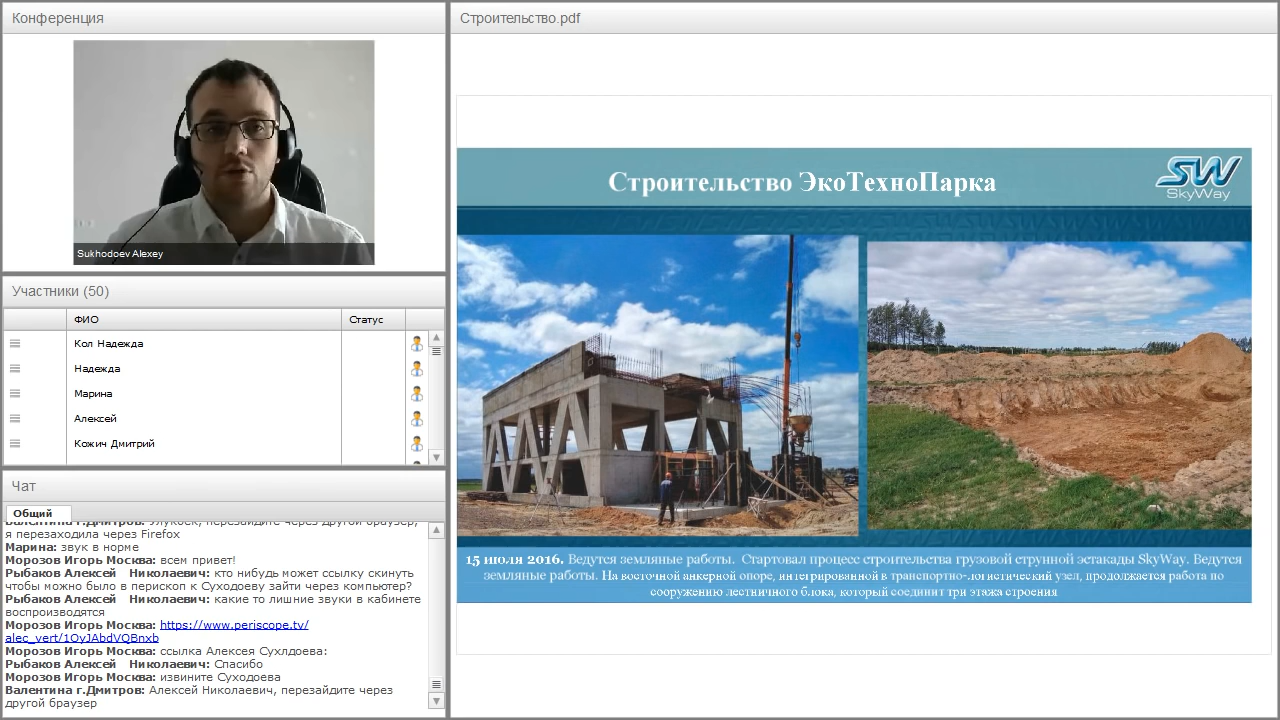 Конференция
Sukhodoev Alexey
Участники (50)
ФИО Статус
Кол Надежда
Надежда
Марина
Алексей
Кожич Дмитрий
Чат
Общий
Валентина г.Дмитров: перезайдите через другой браузер,
я перезаходила через Firefox
Марина: звук в норме
Морозов Игорь Москва: всем привет!
Рыбаков Алексей Николаевич: кто нибудь может ссылку скинуть
чтобы можно было в перископ к Суходоеву зайти через компьютер?
Рыбаков Алексей Николаевич: какие то лишние звуки в кабинете
воспроизводятся
Морозов Игорь Москва: https://www.periscope.tv/
alec_vert/1OyJAbdVQBnxb
Морозов Игорь Москва: ссылка Алексея Сухлдоева:
Рыбаков Алексей Николаевич: Спасибо
Морозов Игорь Москва: извините Суходоева
Валентина г.Дмитров: Алексей Николаевич, перезайдите через
другой браузер
Строительство.pdf
Строительство ЭкоТехноПарка
SW
SkyWay
15 июля 2016. Ведутся земляные работы. Стартовал процесс строительства грузовой струнной эстакады SkyWay. Ведутся
земляные работы. На восточной анкерной опоре, интегрированной в транспортно-логистический узел, продолжается работа по
сооружению лестничного блока, который соединит три этажа строения